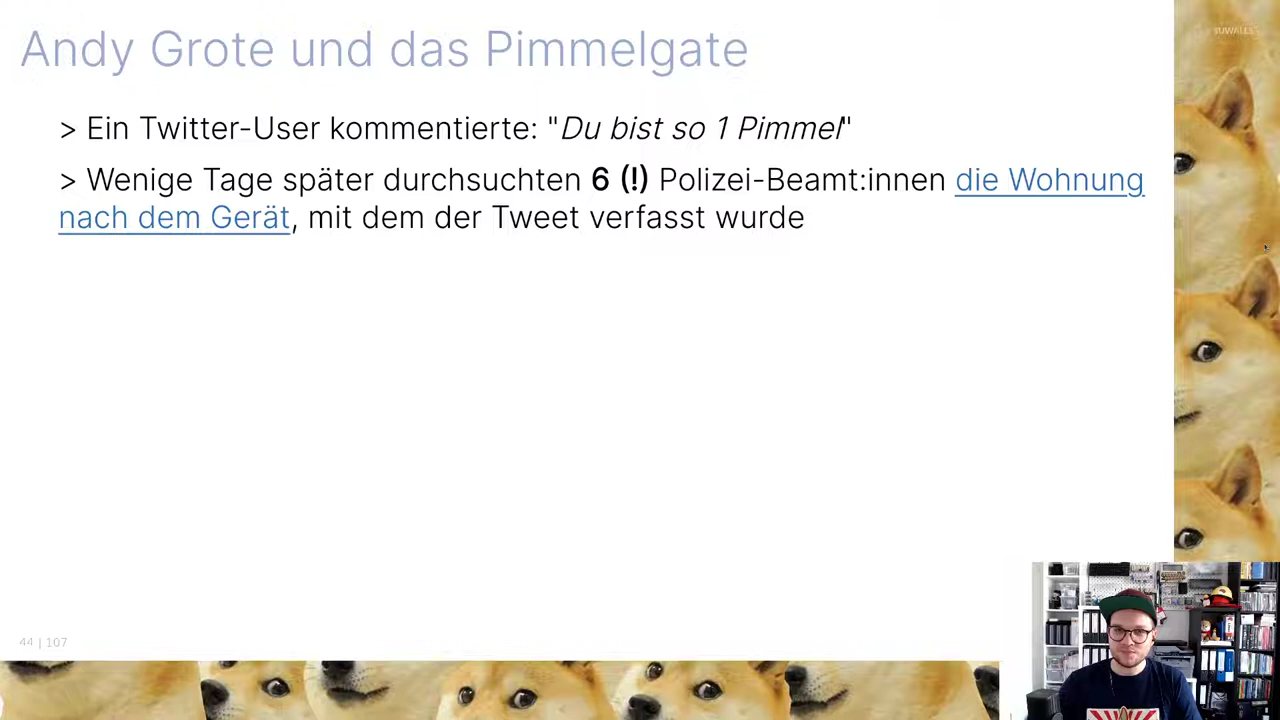 Andy Grote und das Pimmelgate
> Ein Twitter-User kommentierte: "Du bist so 1 Pimmel"
> Wenige Tage später durchsuchten 6 (!) Polizei-Beamt:innen die Wohnung
nach dem Gerät, mit dem der Tweet verfasst wurde
44 | 107